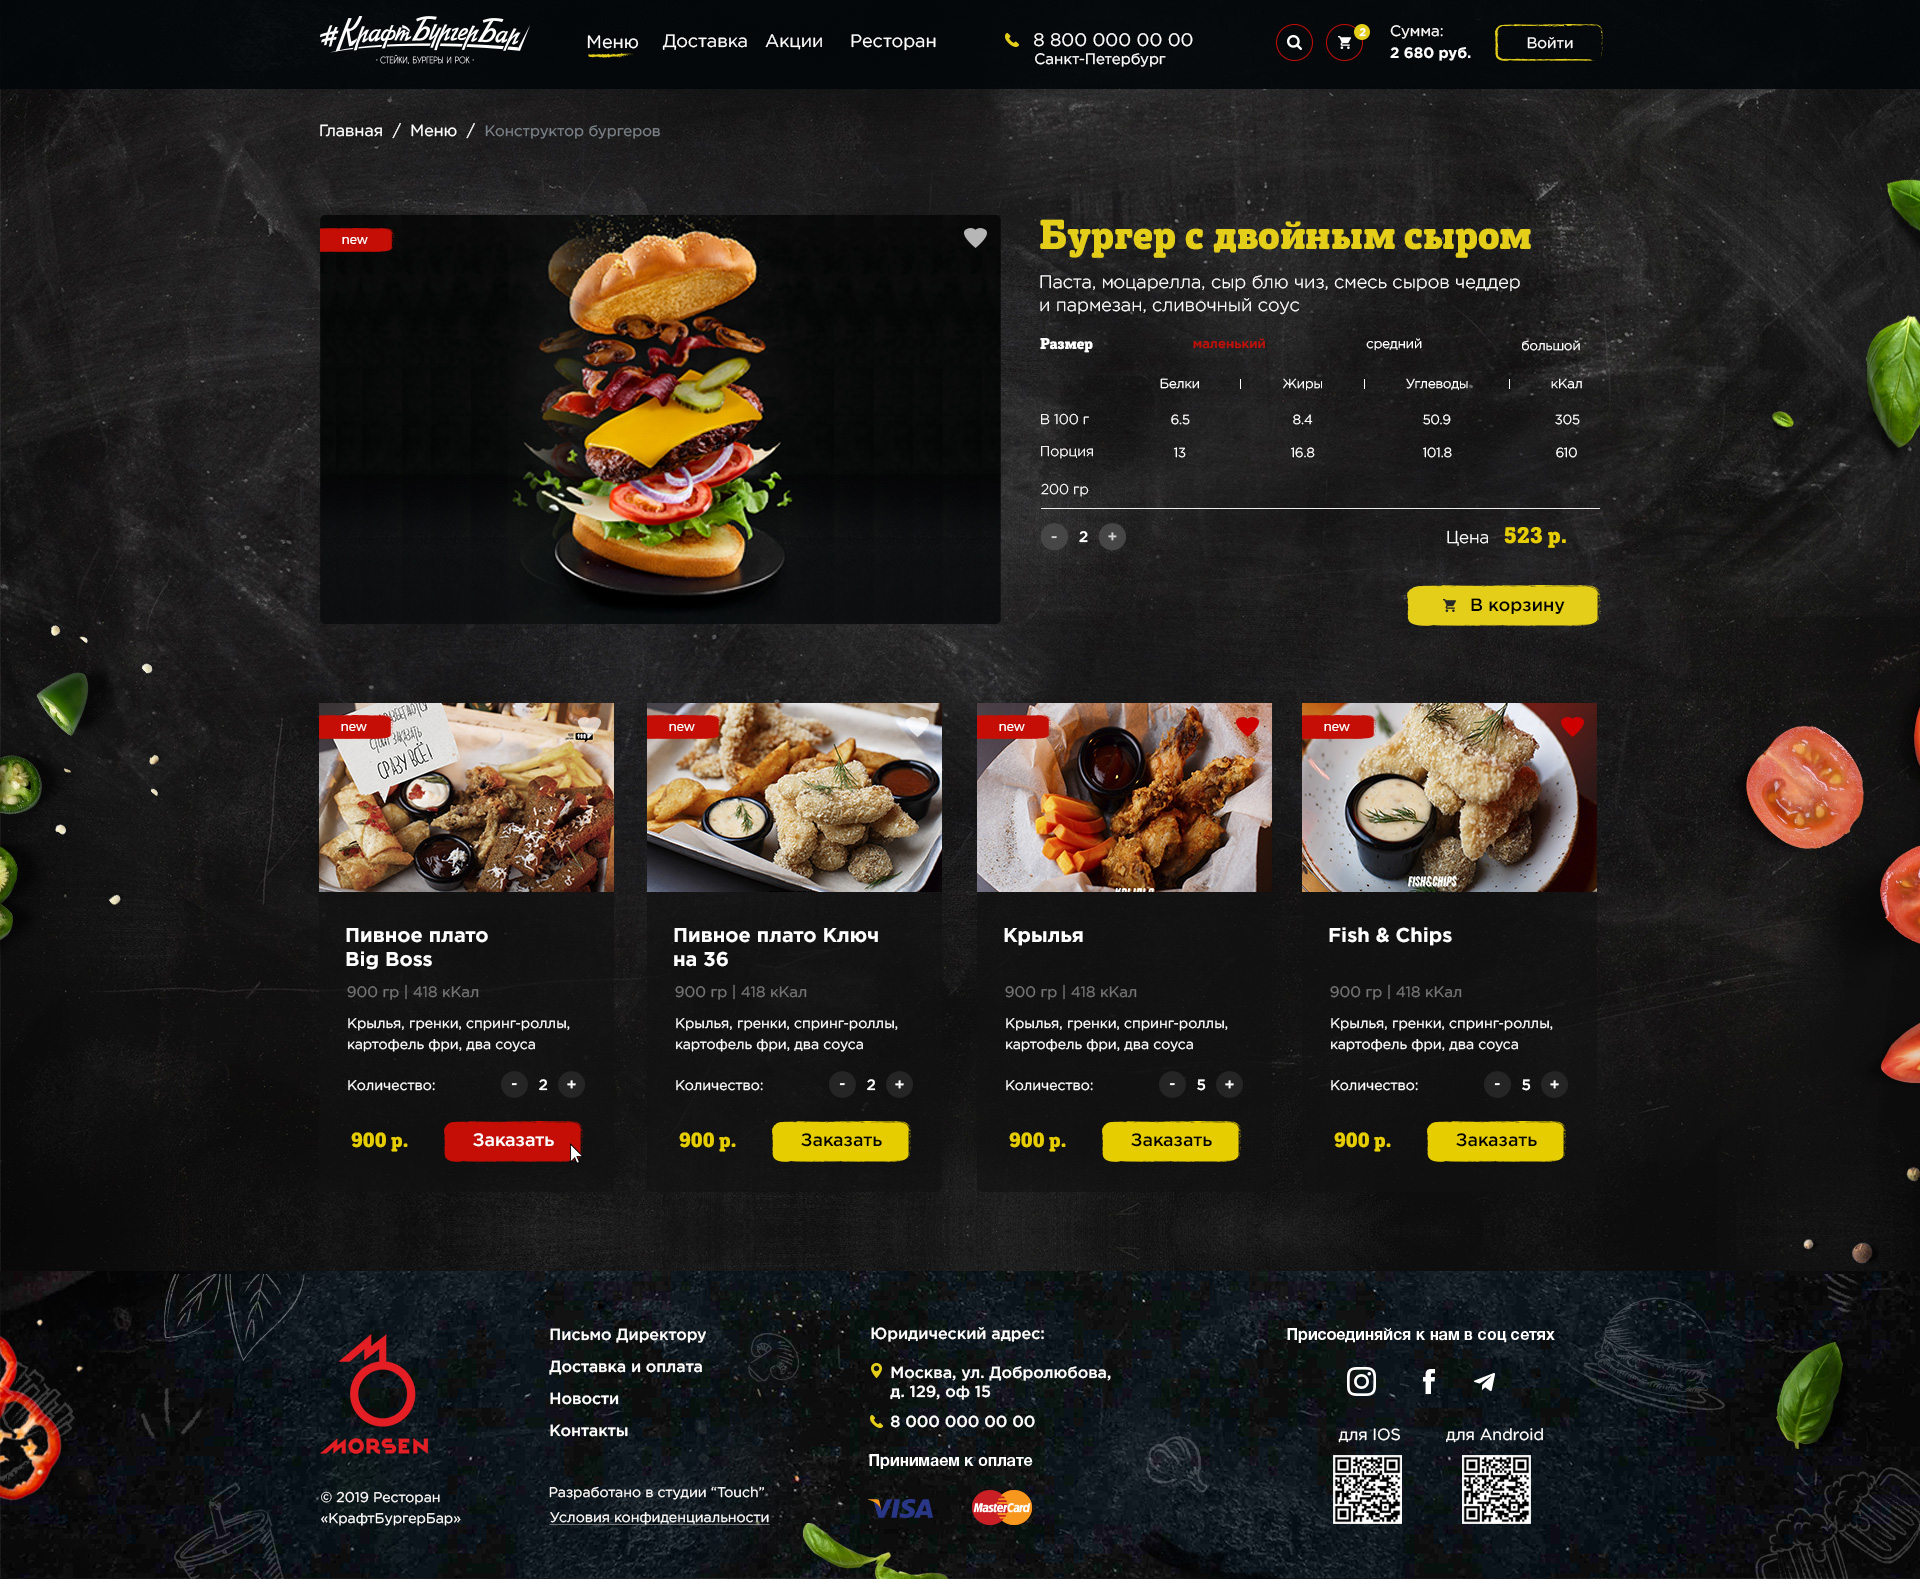 #КрафтБургерБар
· СТЕЙКИ, БУРГЕРЫ И РОК ·
Меню
Доставка
Акции
Ресторан
8 800 000 00 00
Санкт-Петербург
2
Сумма:
2 680 руб.
Войти
Главная / Меню / Конструктор бургеров
new
Бургер с двойным сыром
Паста, моцарелла, сыр блю чиз, смесь сыров чеддер
и пармезан, сливочный соус
Размер маленький средний большой
Белки | Жиры | Углеводы | кКал
В 100 г 6.5 8.4 50.9 305
Порция 13 16.8 101.8 610
200 гр
- 2 +
Цена 523 р.
В корзину
new
СТОИТ ЗАКАЗАТЬ
СРАЗУ ВСЁ!
Пивное плато
Big Boss
900 гр | 418 кКал
Крылья, гренки, спринг-роллы,
картофель фри, два соуса
Количество: - 2 +
900 р. Заказать
new
Пивное плато Ключ
на 36
900 гр | 418 кКал
Крылья, гренки, спринг-роллы,
картофель фри, два соуса
Количество: - 2 +
900 р. Заказать
new
Крылья
900 гр | 418 кКал
Крылья, гренки, спринг-роллы,
картофель фри, два соуса
Количество: - 5 +
900 р. Заказать
new
FISH&CHIPS
Fish & Chips
900 гр | 418 кКал
Крылья, гренки, спринг-роллы,
картофель фри, два соуса
Количество: - 5 +
900 р. Заказать
MORSEN
© 2019 Ресторан
«КрафтБургерБар»
Письмо Директору
Доставка и оплата
Новости
Контакты
Разработано в студии “Touch”
Условия конфиденциальности
Юридический адрес:
Москва, ул. Добролюбова,
д. 129, оф 15
8 000 000 00 00
Принимаем к оплате
VISA
MasterCard
Присоединяйся к нам в соц сетях
для IOS
для Android